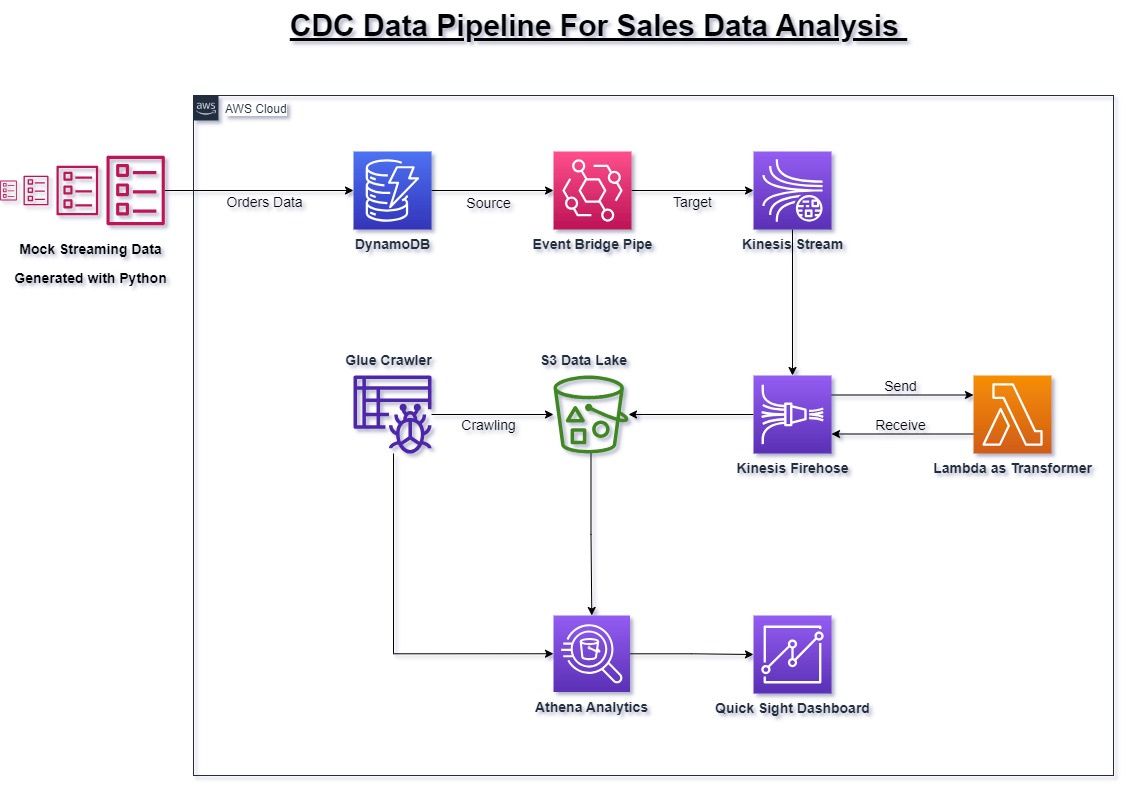 CDC Data Pipeline For Sales Data Analysis
aws
AWS Cloud
Orders Data
Source
Target
DynamoDB
Event Bridge Pipe
Kinesis Stream
Mock Streaming Data
Generated with Python
Glue Crawler
S3 Data Lake
Send
Crawling
Receive
Kinesis Firehose
Lambda as Transformer
Athena Analytics
Quick Sight Dashboard